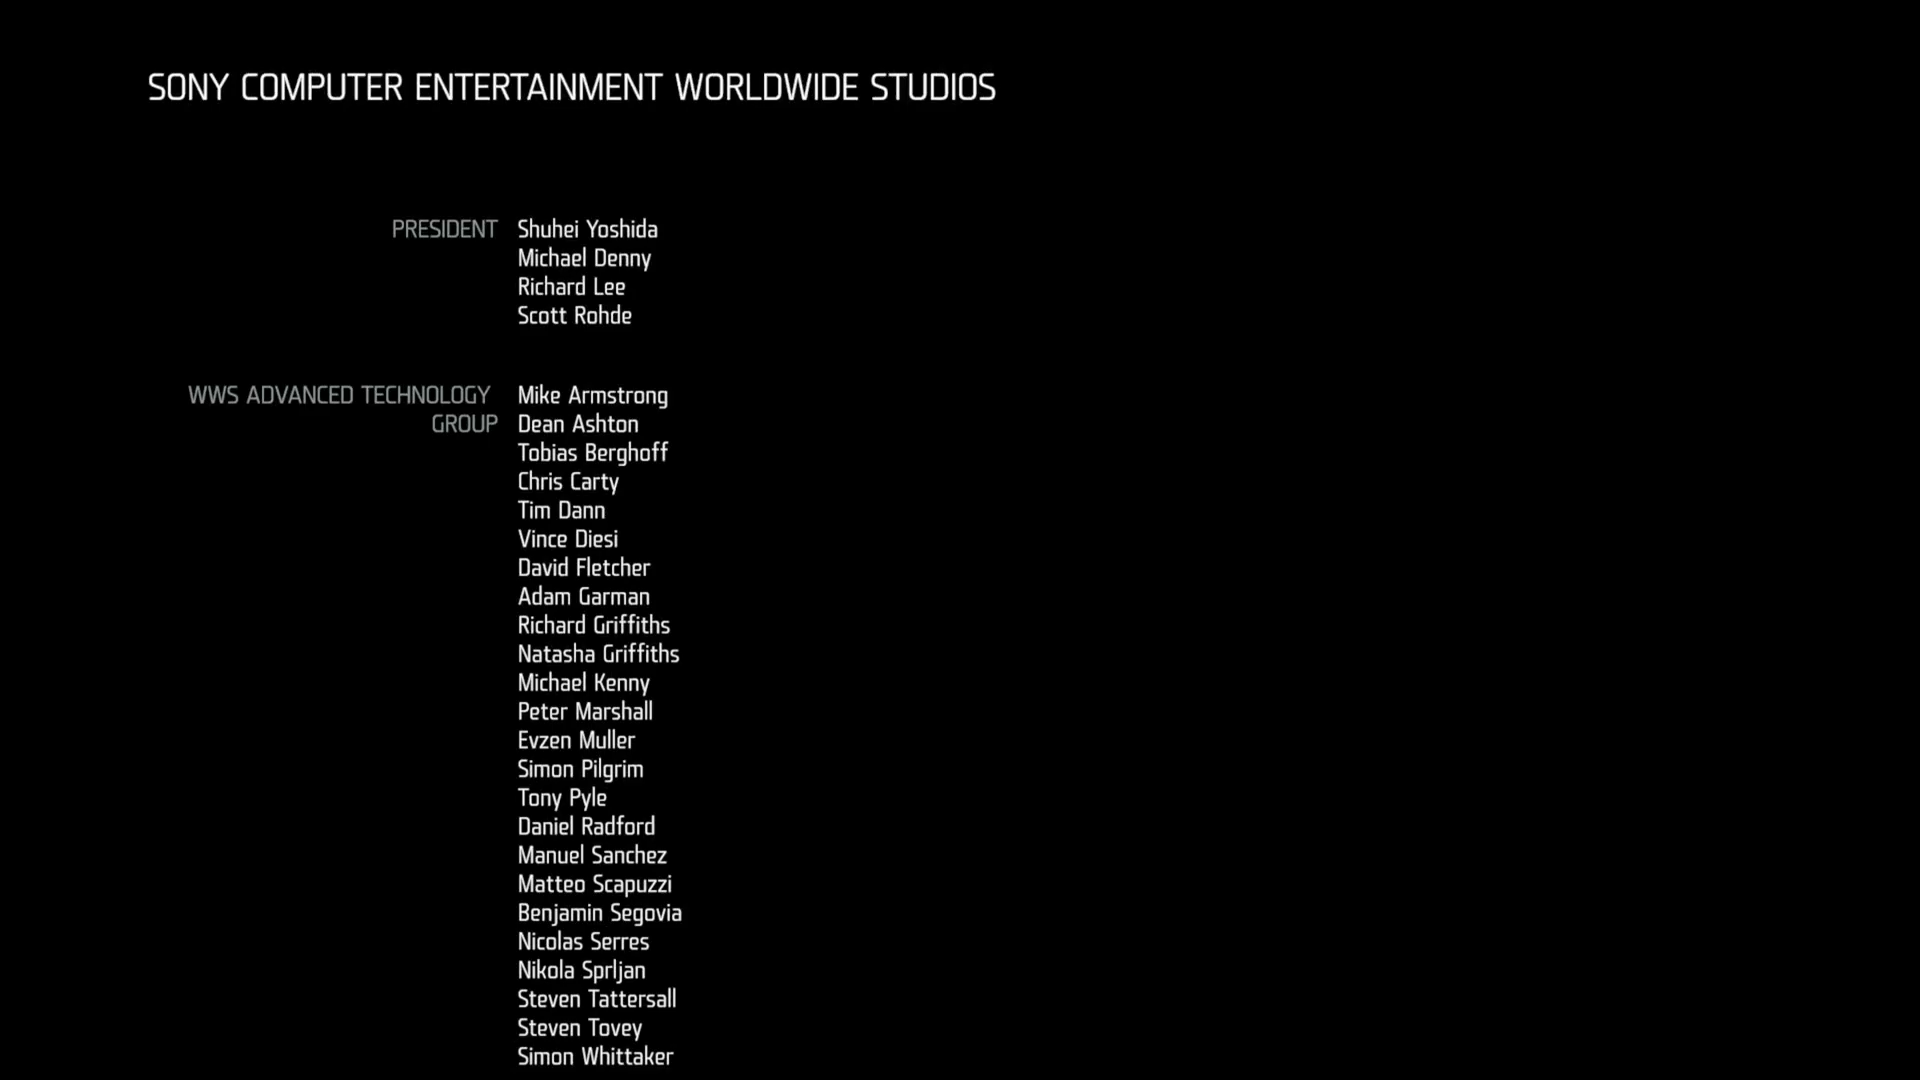 SONY COMPUTER ENTERTAINMENT WORLDWIDE STUDIOS
PRESIDENT Shuhei Yoshida
Michael Denny
Richard Lee
Scott Rohde
WWS ADVANCED TECHNOLOGY Mike Armstrong
GROUP Dean Ashton
Tobias Berghoff
Chris Carty
Tim Dann
Vince Diesi
David Fletcher
Adam Garman
Richard Griffiths
Natasha Griffiths
Michael Kenny
Peter Marshall
Evzen Muller
Simon Pilgrim
Tony Pyle
Daniel Radford
Manuel Sanchez
Matteo Scapuzzi
Benjamin Segovia
Nicolas Serres
Nikola Sprljan
Steven Tattersall
Steven Tovey
Simon Whittaker